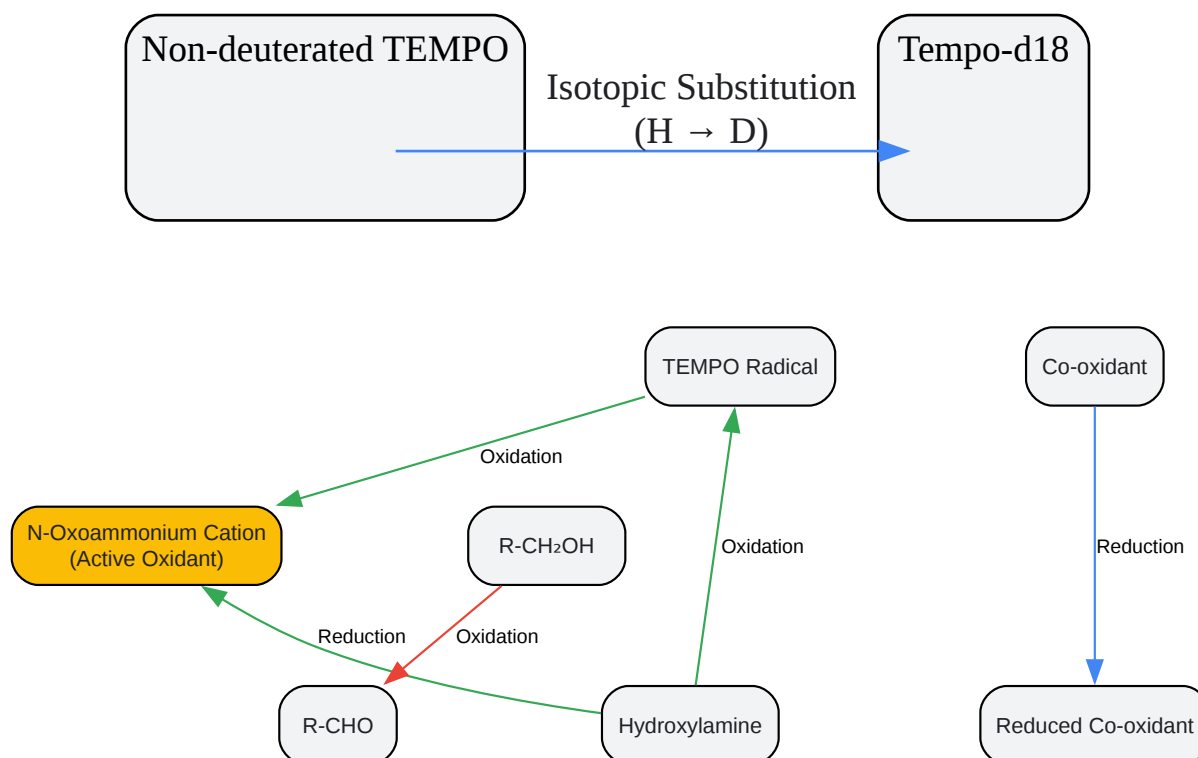 Non-deuterated TEMPO
Tempo-d18
Isotopic Substitution
(H → D)
TEMPO Radical
Co-oxidant
Oxidation
N-Oxoammonium Cation
(Active Oxidant)
R-CH₂OH
Oxidation
Reduction
Reduction
Oxidation
R-CHO
Hydroxylamine
Reduced Co-oxidant